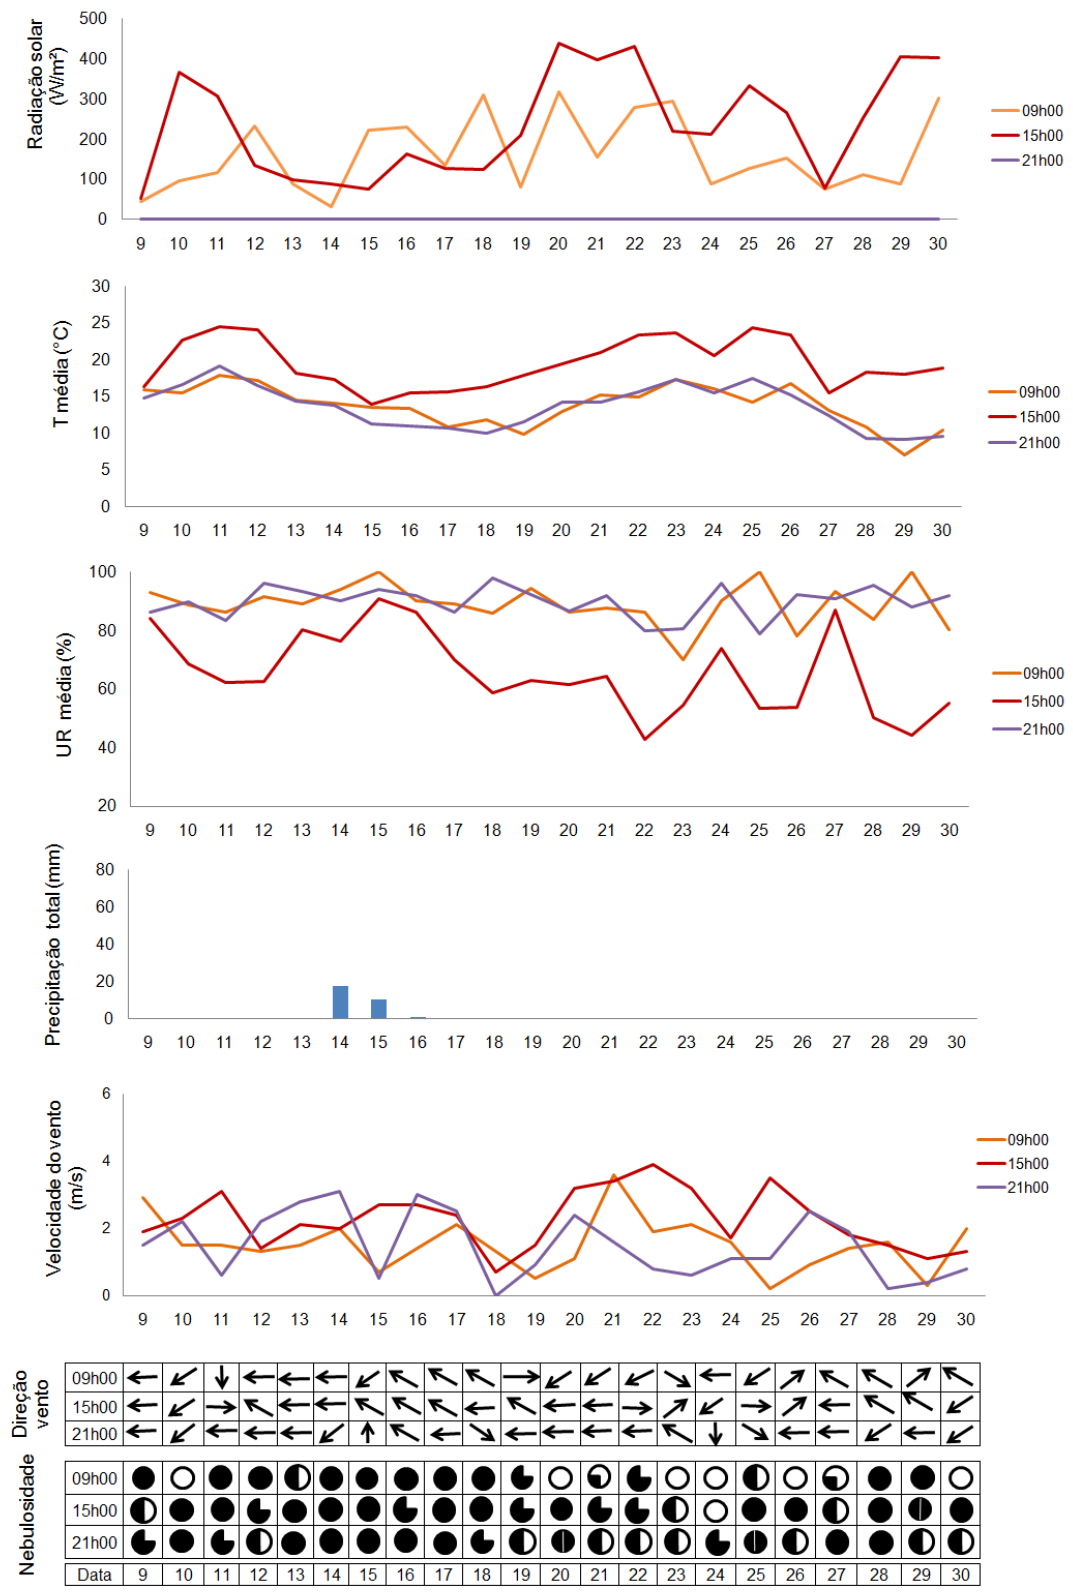 Radiação solar
(W/m²)
500
400
300
200
100
0
9 10 11 12 13 14 15 16 17 18 19 20 21 22 23 24 25 26 27 28 29 30
09h00
15h00
21h00
T média (°C)
30
25
20
15
10
5
0
9 10 11 12 13 14 15 16 17 18 19 20 21 22 23 24 25 26 27 28 29 30
09h00
15h00
21h00
UR média (%)
100
80
60
40
20
9 10 11 12 13 14 15 16 17 18 19 20 21 22 23 24 25 26 27 28 29 30
09h00
15h00
21h00
Precipitação total (mm)
80
60
40
20
0
9 10 11 12 13 14 15 16 17 18 19 20 21 22 23 24 25 26 27 28 29 30
Velocidade do vento
(m/s)
6
4
2
0
9 10 11 12 13 14 15 16 17 18 19 20 21 22 23 24 25 26 27 28 29 30
09h00
15h00
21h00
Direção
vento
09h00
15h00
21h00
Nebulosidade
09h00
15h00
21h00
Data 9 10 11 12 13 14 15 16 17 18 19 20 21 22 23 24 25 26 27 28 29 30